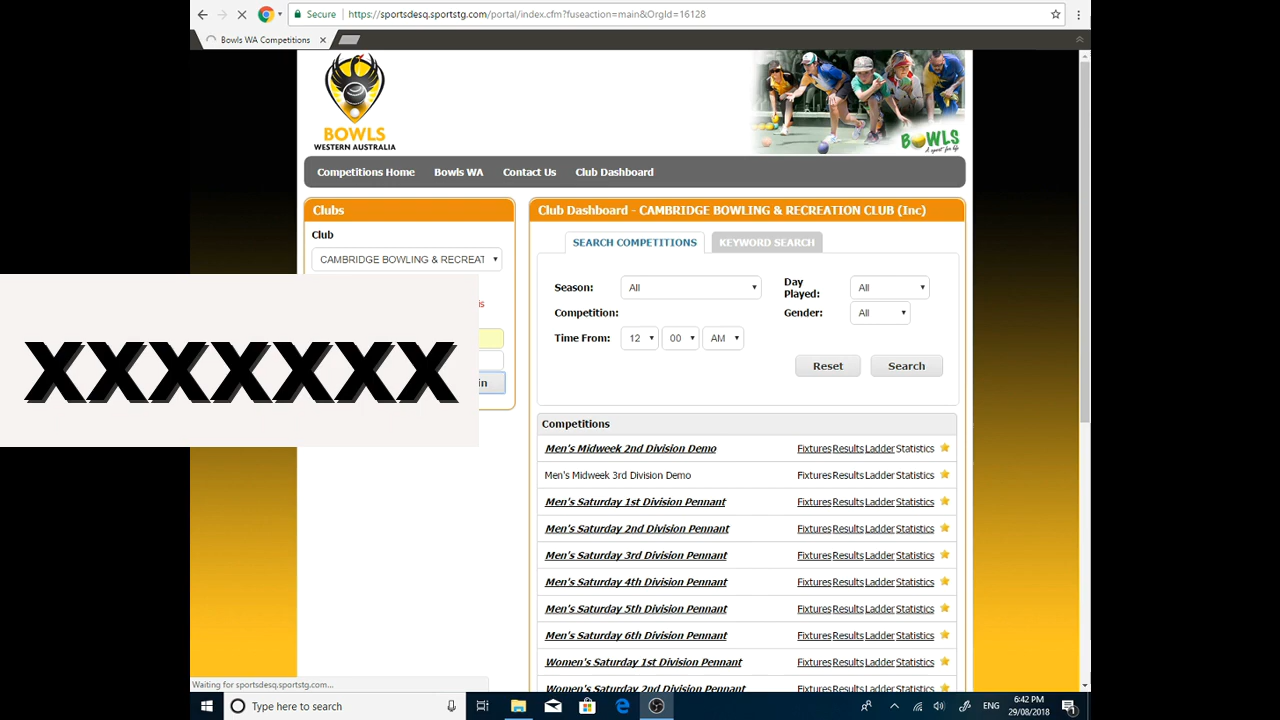 Secure https://sportsdesq.sportstg.com/portal/index.cfm?fuseaction=main&OrgId=16128
Bowls WA Competitions
BOWLS
WESTERN AUSTRALIA
BOWLS
A sport for life
Competitions Home Bowls WA Contact Us Club Dashboard
Clubs
Club
CAMBRIDGE BOWLING & RECREAT
is
in
XXXXXXX
Club Dashboard - CAMBRIDGE BOWLING & RECREATION CLUB (Inc)
SEARCH COMPETITIONS KEYWORD SEARCH
Season: All Day Played: All
Competition: Gender: All
Time From: 12 00 AM
Reset Search
Competitions
Men's Midweek 2nd Division Demo Fixtures Results Ladder Statistics
Men's Midweek 3rd Division Demo Fixtures Results Ladder Statistics
Men's Saturday 1st Division Pennant Fixtures Results Ladder Statistics
Men's Saturday 2nd Division Pennant Fixtures Results Ladder Statistics
Men's Saturday 3rd Division Pennant Fixtures Results Ladder Statistics
Men's Saturday 4th Division Pennant Fixtures Results Ladder Statistics
Men's Saturday 5th Division Pennant Fixtures Results Ladder Statistics
Men's Saturday 6th Division Pennant Fixtures Results Ladder Statistics
Women's Saturday 1st Division Pennant Fixtures Results Ladder Statistics
Women's Saturday 2nd Division Pennant Fixtures Results Ladder Statistics
Waiting for sportsdesq.sportstg.com...
Type here to search
ENG
6:42 PM
29/08/2018
1